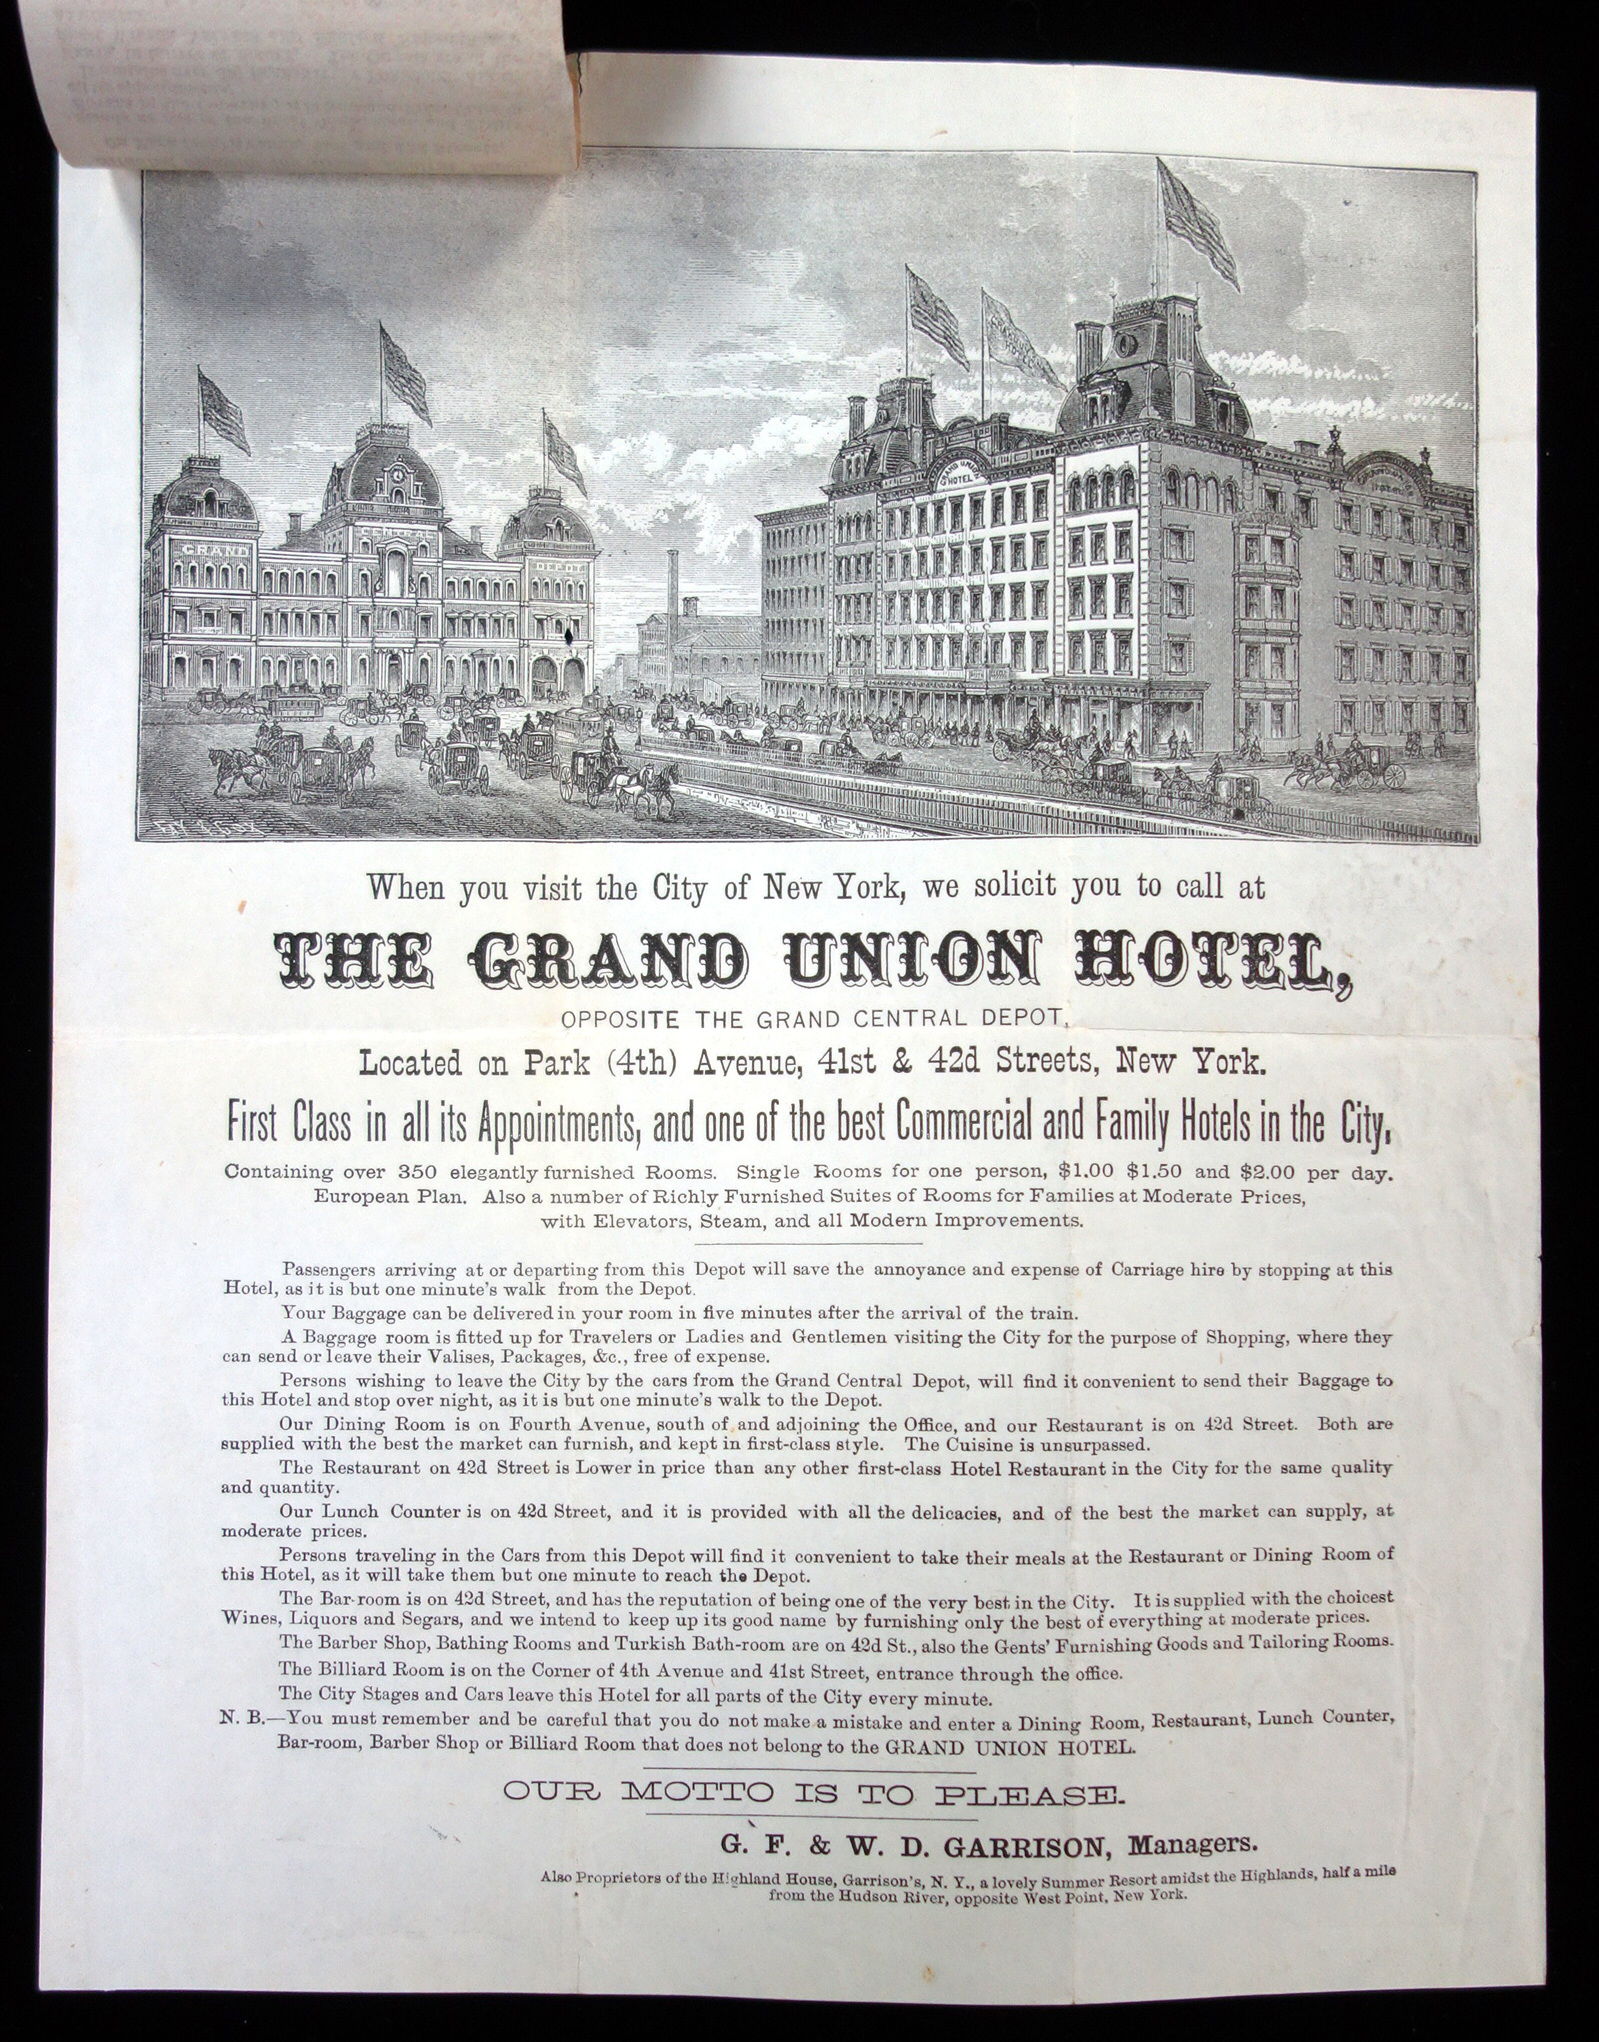 GRAND
CENTRAL
DEPOT
GRAND UNION
HOTEL
FAY & COX
When you visit the City of New York, we solicit you to call at
THE GRAND UNION HOTEL,
OPPOSITE THE GRAND CENTRAL DEPOT,
Located on Park (4th) Avenue, 41st & 42d Streets, New York.
First Class in all its Appointments, and one of the best Commercial and Family Hotels in the City.
Containing over 350 elegantly furnished Rooms. Single Rooms for one person, $1.00 $1.50 and $2.00 per day.
European Plan. Also a number of Richly Furnished Suites of Rooms for Families at Moderate Prices,
with Elevators, Steam, and all Modern Improvements.
Passengers arriving at or departing from this Depot will save the annoyance and expense of Carriage hire by stopping at this
Hotel, as it is but one minute's walk from the Depot.
Your Baggage can be delivered in your room in five minutes after the arrival of the train.
A Baggage room is fitted up for Travelers or Ladies and Gentlemen visiting the City for the purpose of Shopping, where they
can send or leave their Valises, Packages, &c., free of expense.
Persons wishing to leave the City by the cars from the Grand Central Depot, will find it convenient to send their Baggage to
this Hotel and stop over night, as it is but one minute's walk to the Depot.
Our Dining Room is on Fourth Avenue, south of and adjoining the Office, and our Restaurant is on 42d Street. Both are
supplied with the best the market can furnish, and kept in first-class style. The Cuisine is unsurpassed.
The Restaurant on 42d Street is Lower in price than any other first-class Hotel Restaurant in the City for the same quality
and quantity.
Our Lunch Counter is on 42d Street, and it is provided with all the delicacies, and of the best the market can supply, at
moderate prices.
Persons traveling in the Cars from this Depot will find it convenient to take their meals at the Restaurant or Dining Room of
this Hotel, as it will take them but one minute to reach the Depot.
The Bar-room is on 42d Street, and has the reputation of being one of the very best in the City. It is supplied with the choicest
Wines, Liquors and Segars, and we intend to keep up its good name by furnishing only the best of everything at moderate prices.
The Barber Shop, Bathing Rooms and Turkish Bath-room are on 42d St., also the Gents' Furnishing Goods and Tailoring Rooms.
The Billiard Room is on the Corner of 4th Avenue and 41st Street, entrance through the office.
The City Stages and Cars leave this Hotel for all parts of the City every minute.
N. B.—You must remember and be careful that you do not make a mistake and enter a Dining Room, Restaurant, Lunch Counter,
Bar-room, Barber Shop or Billiard Room that does not belong to the GRAND UNION HOTEL.
OUR MOTTO IS TO PLEASE.
G. F. & W. D. GARRISON, Managers.
Also Proprietors of the Highland House, Garrison's, N. Y., a lovely Summer Resort amidst the Highlands, half a mile
from the Hudson River, opposite West Point, New York.